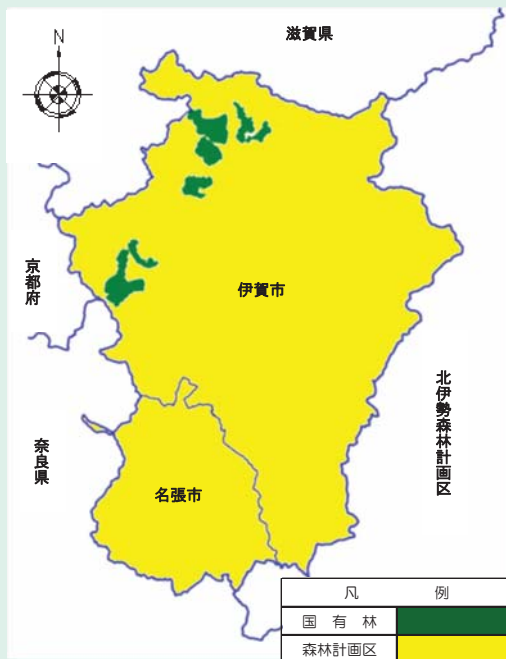 滋賀県
N
京都府
伊賀市
北伊勢森林計画区
奈良県
名張市
凡 例
国 有 林
森林計画区